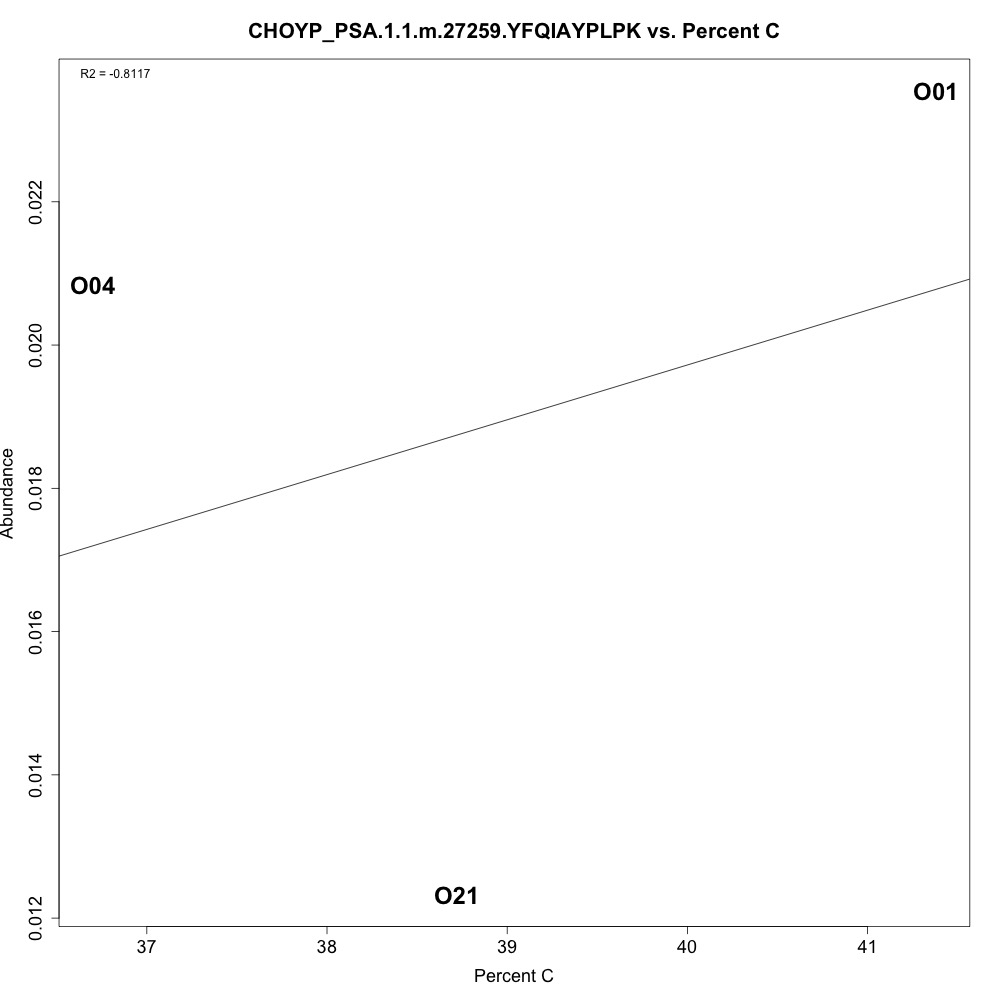 CHOYP_PSA.1.1.m.27259.YFQIAYPLPK vs. Percent C
R2 = -0.8117
O01
O04
O21
Abundance
0.022
0.020
0.018
0.016
0.014
0.012
37 38 39 40 41
Percent C